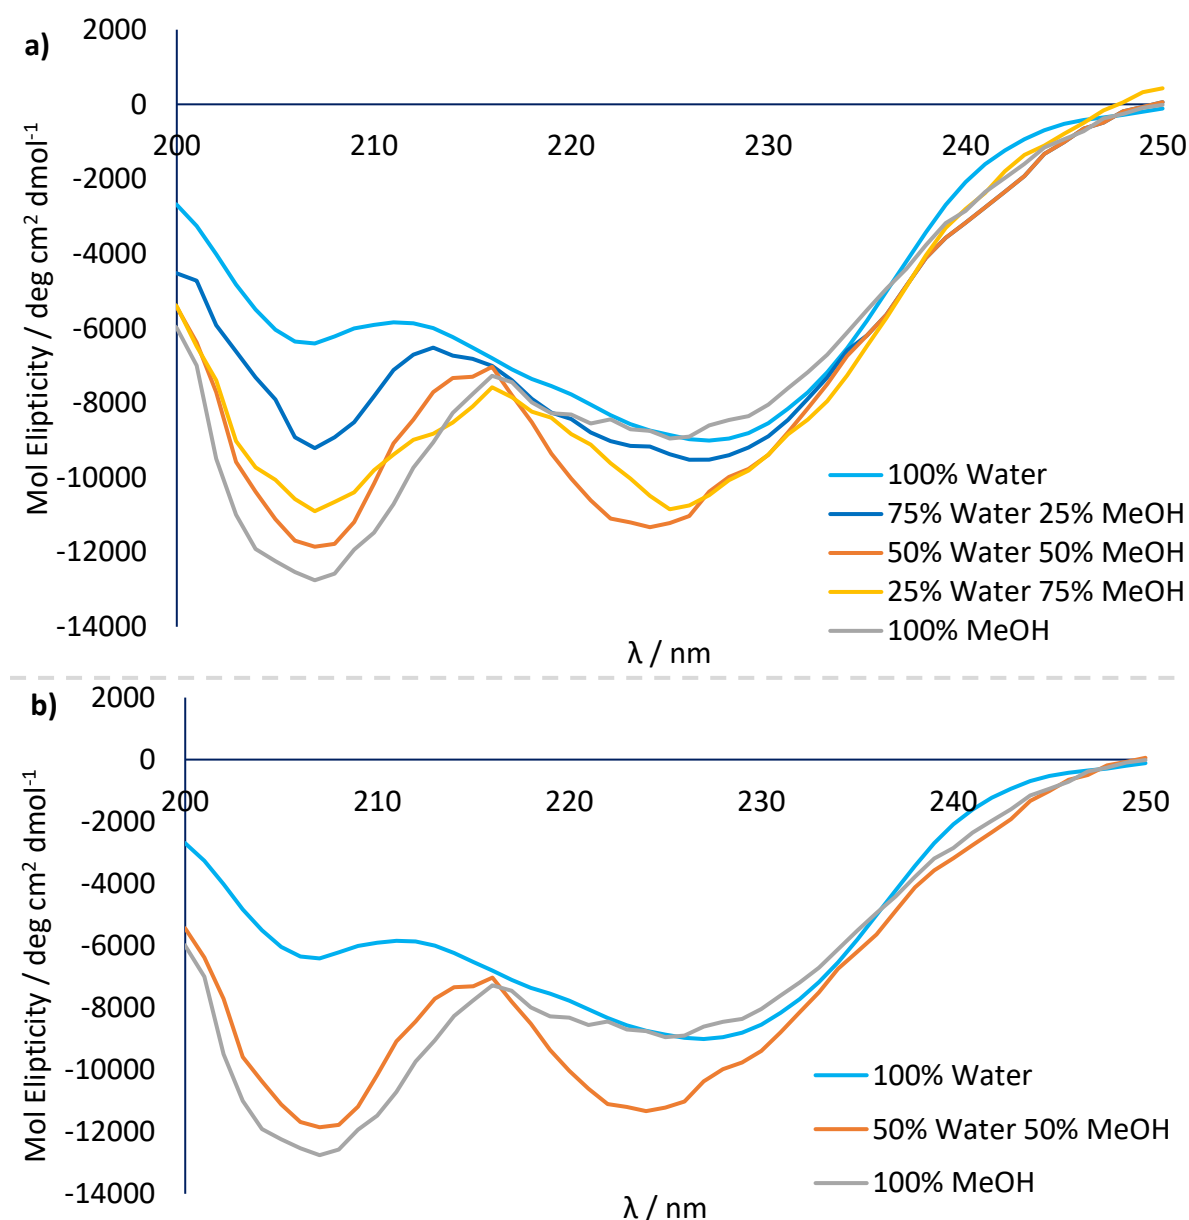 a)
2000
0
-2000
-4000
-6000
-8000
-10000
-12000
-14000
Mol Elipticity / deg cm² dmol⁻¹
200 210 220 230 240 250
100% Water
75% Water 25% MeOH
50% Water 50% MeOH
25% Water 75% MeOH
100% MeOH
λ / nm
b)
2000
0
-2000
-4000
-6000
-8000
-10000
-12000
-14000
Mol Elipticity / deg cm² dmol⁻¹
200 210 220 230 240 250
100% Water
50% Water 50% MeOH
100% MeOH
λ / nm